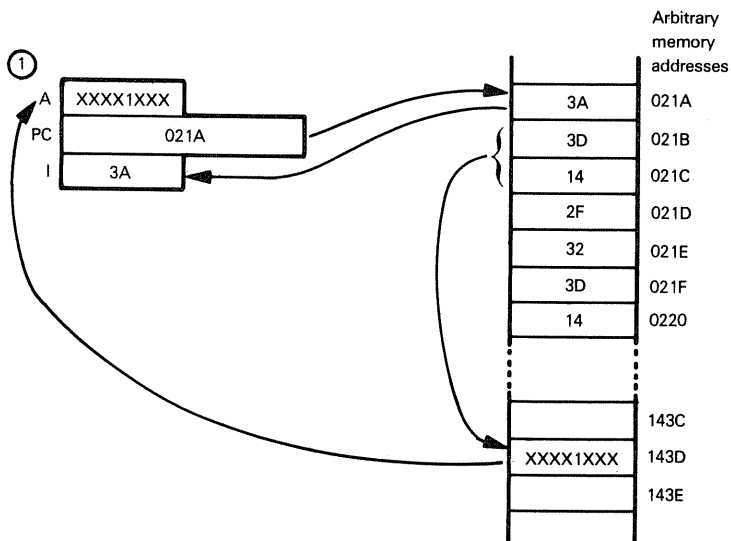 Arbitrary
memory
addresses
1
A XXXX1XXX
PC 021A
I 3A
3A 021A
3D 021B
14 021C
2F 021D
32 021E
3D 021F
14 0220
143C
XXXX1XXX 143D
143E